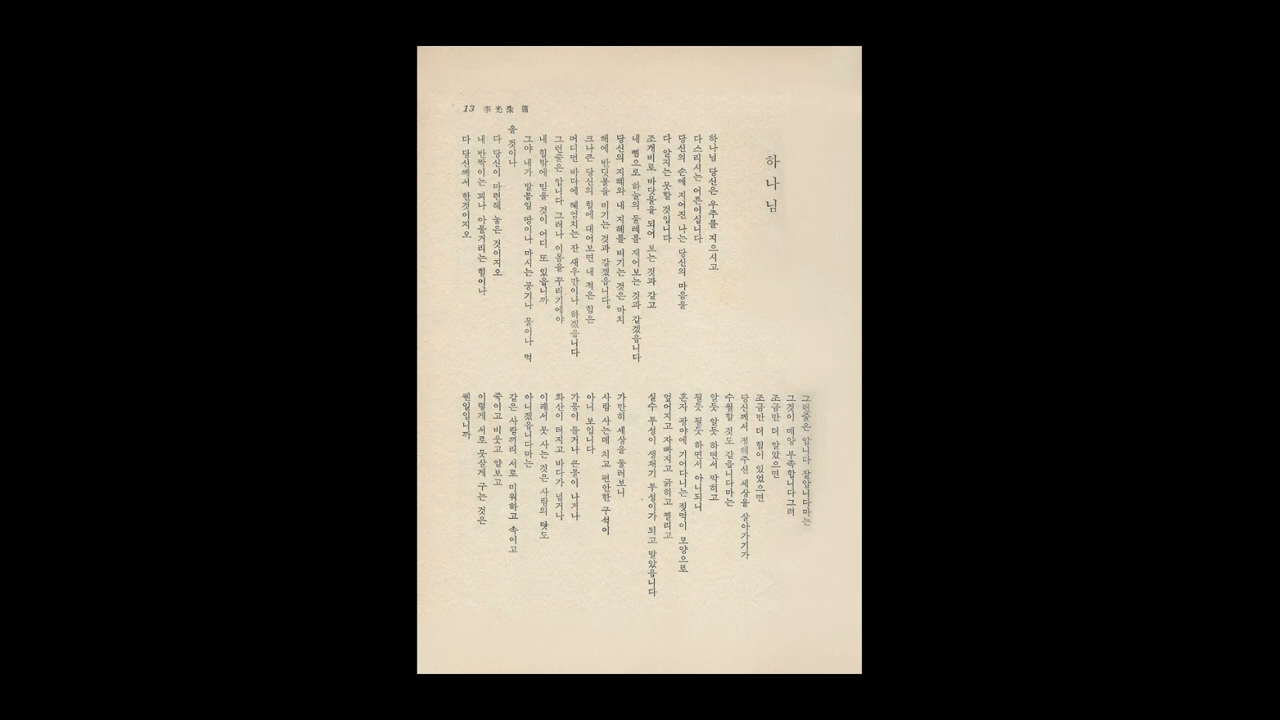 13 李光洙 篇
하나님
하나님 당신은 우주를 지으시고
다스리시는 어른이십니다
당신의 손에 지어진 나는 당신의 마음을
다 알지는 못할 것입니다
조개비로 바닷물을 되어 보는 것과 같고
내 뼘으로 하늘의 둘레를 재어보는 것과 같겠읍니다
당신의 지혜와 내 지혜를 비기는 것은 마치
해에 반딧불을 비기는 것과 같겠읍니다。
크나큰 당신의 힘에 대어보면 내 적은 힘은
머디먼 바다에 헤엄치는 잔 새우만이나 하겠읍니다
그런줄은 압니다 그러나 이몸을 꾸리기에야
내 힘밖에 믿을 것이 어디 또 있읍니까
그야 내가 발붙일 땅이나 마시는 공기나 물이나 먹
을 것이나
다 당신이 마련해 놓은 것이지오
내 반짝이는 꾀나 아물거리는 힘이나
다 당신께서 한것이지오
그런줄은 압니다 잘압니다마는
그것이 매양 부족합니다그려
조금만 더 알았으면
조금만 더 힘이 있었으면
당신께서 정해주신 세상을 살아가기가
수월할 것도 같읍니다마는
알듯 알듯 하면서 막히고
될듯 될듯 하면서 아니되니
혼자 광야에 기어다니는 젖먹이 모양으로
엎어지고 자빠지고 긁히고 찔리고
실수 투성이 생채기 투성이가 되고 말았읍니다
가만히 세상을 둘러보니
사람 사는데 치고 편안한 구석이
아니 보입니다
가뭄이 들거나 큰물이 나거나
화산이 터지고 바다가 넘거나
이래서 못 사는 것은 사람의 탓도
아니겠읍니다마는
같은 사람끼리 서로 미워하고 속이고
죽이고 비웃고 얕보고
이렇게 서로 못살게 구는 것은
웬일입니까